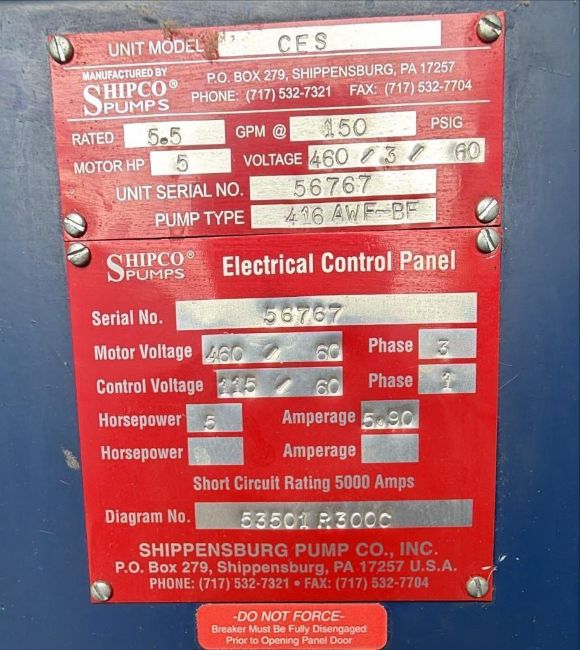 UNIT MODEL CES
MANUFACTURED BY
SHIPCO® PUMPS
P.O. BOX 279, SHIPPENSBURG, PA 17257
PHONE: (717) 532-7321 FAX: (717) 532-7704
RATED 5.5 GPM @ 150 PSIG
MOTOR HP 5 VOLTAGE 460 / 3 / 60
UNIT SERIAL NO. 56767
PUMP TYPE 416 AWF-BF
SHIPCO® PUMPS Electrical Control Panel
Serial No. 56767
Motor Voltage 460 / 60 Phase 3
Control Voltage 115 / 60 Phase 1
Horsepower 5 Amperage 5.90
Horsepower Amperage
Short Circuit Rating 5000 Amps
Diagram No. 53501 R300C
SHIPPENSBURG PUMP CO., INC.
P.O. Box 279, Shippensburg, PA 17257 U.S.A.
PHONE: (717) 532-7321 • FAX: (717) 532-7704
-DO NOT FORCE-
Breaker Must Be Fully Disengaged
Prior to Opening Panel Door